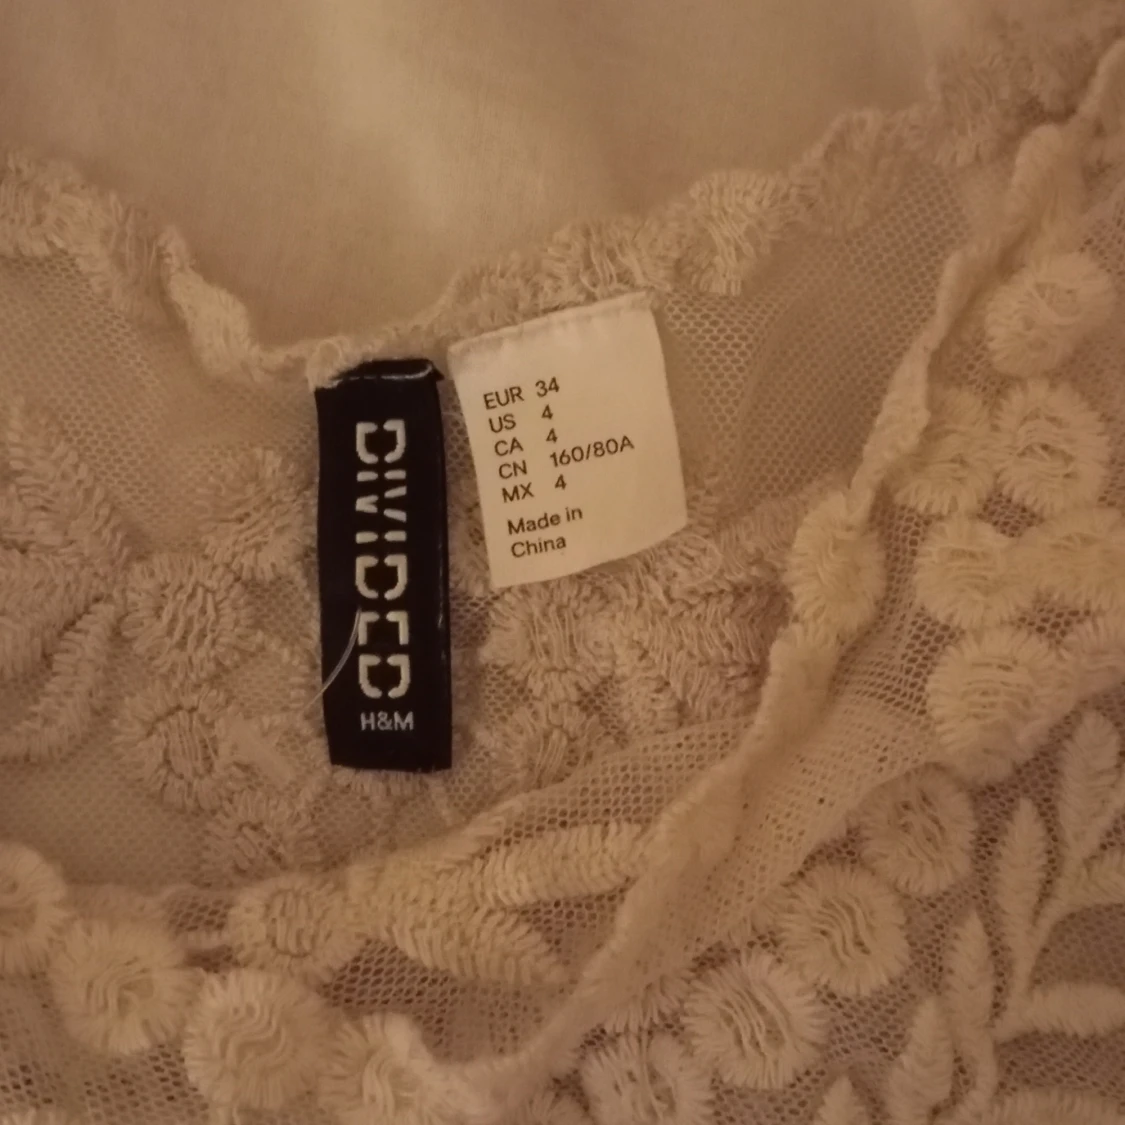 DIVIDED
H&M
EUR 34
US 4
CA 4
CN 160/80A
MX 4
Made in
China